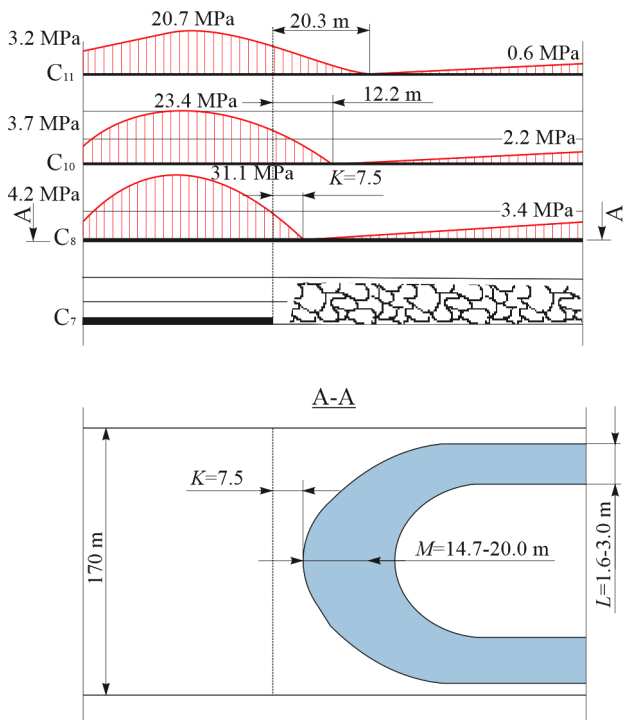 20.7 MPa
20.3 m
3.2 MPa
0.6 MPa
C₁₁
23.4 MPa
12.2 m
3.7 MPa
2.2 MPa
C₁₀
31.1 MPa
K=7.5
4.2 MPa
3.4 MPa
A
A
C₈
C₇
A-A
K=7.5
170 m
M=14.7-20.0 m
L=1.6-3.0 m